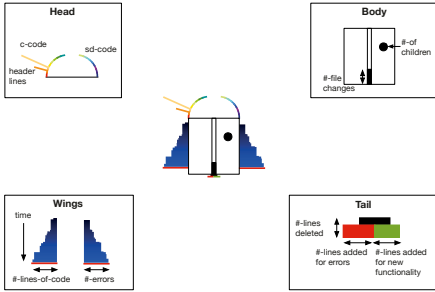 Head
c-code
sd-code
header
lines
Body
#-of
children
#-file
changes
Wings
time
#-lines-of-code
#-errors
Tail
#-lines
deleted
#-lines added
for errors
#-lines added
for new
functionality